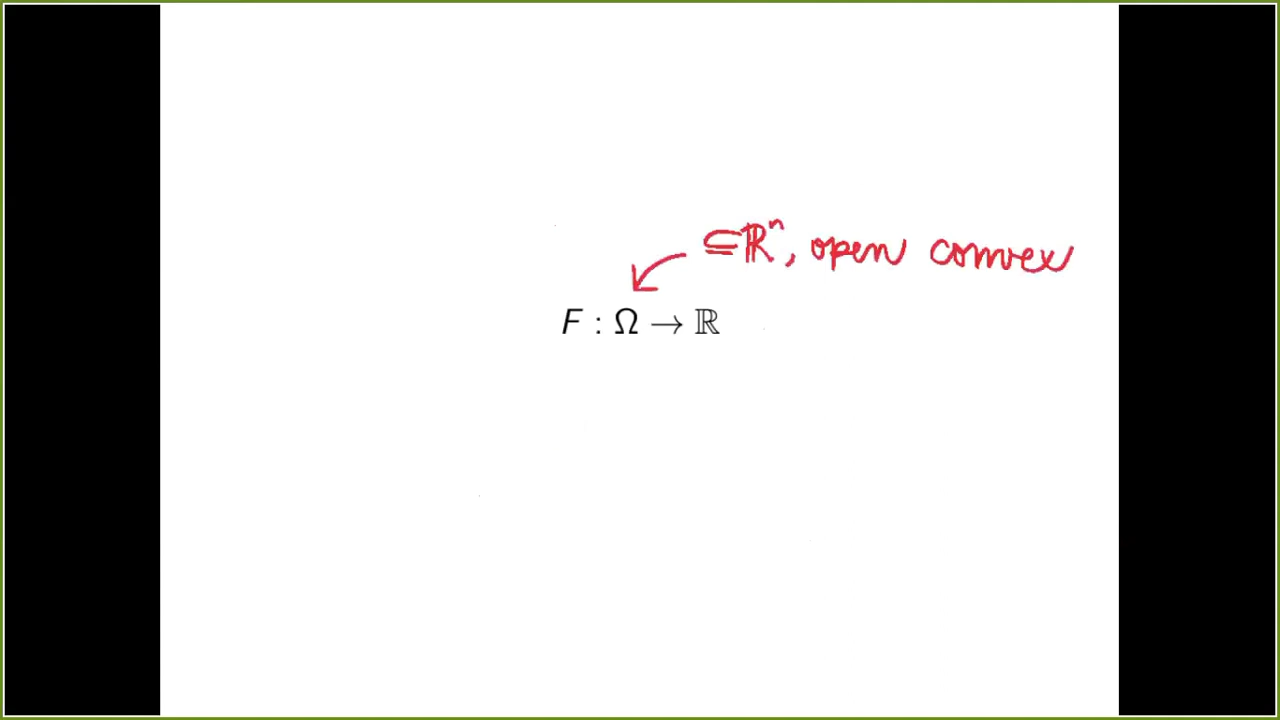 ⊆ℝⁿ, open convex
F : Ω → ℝ